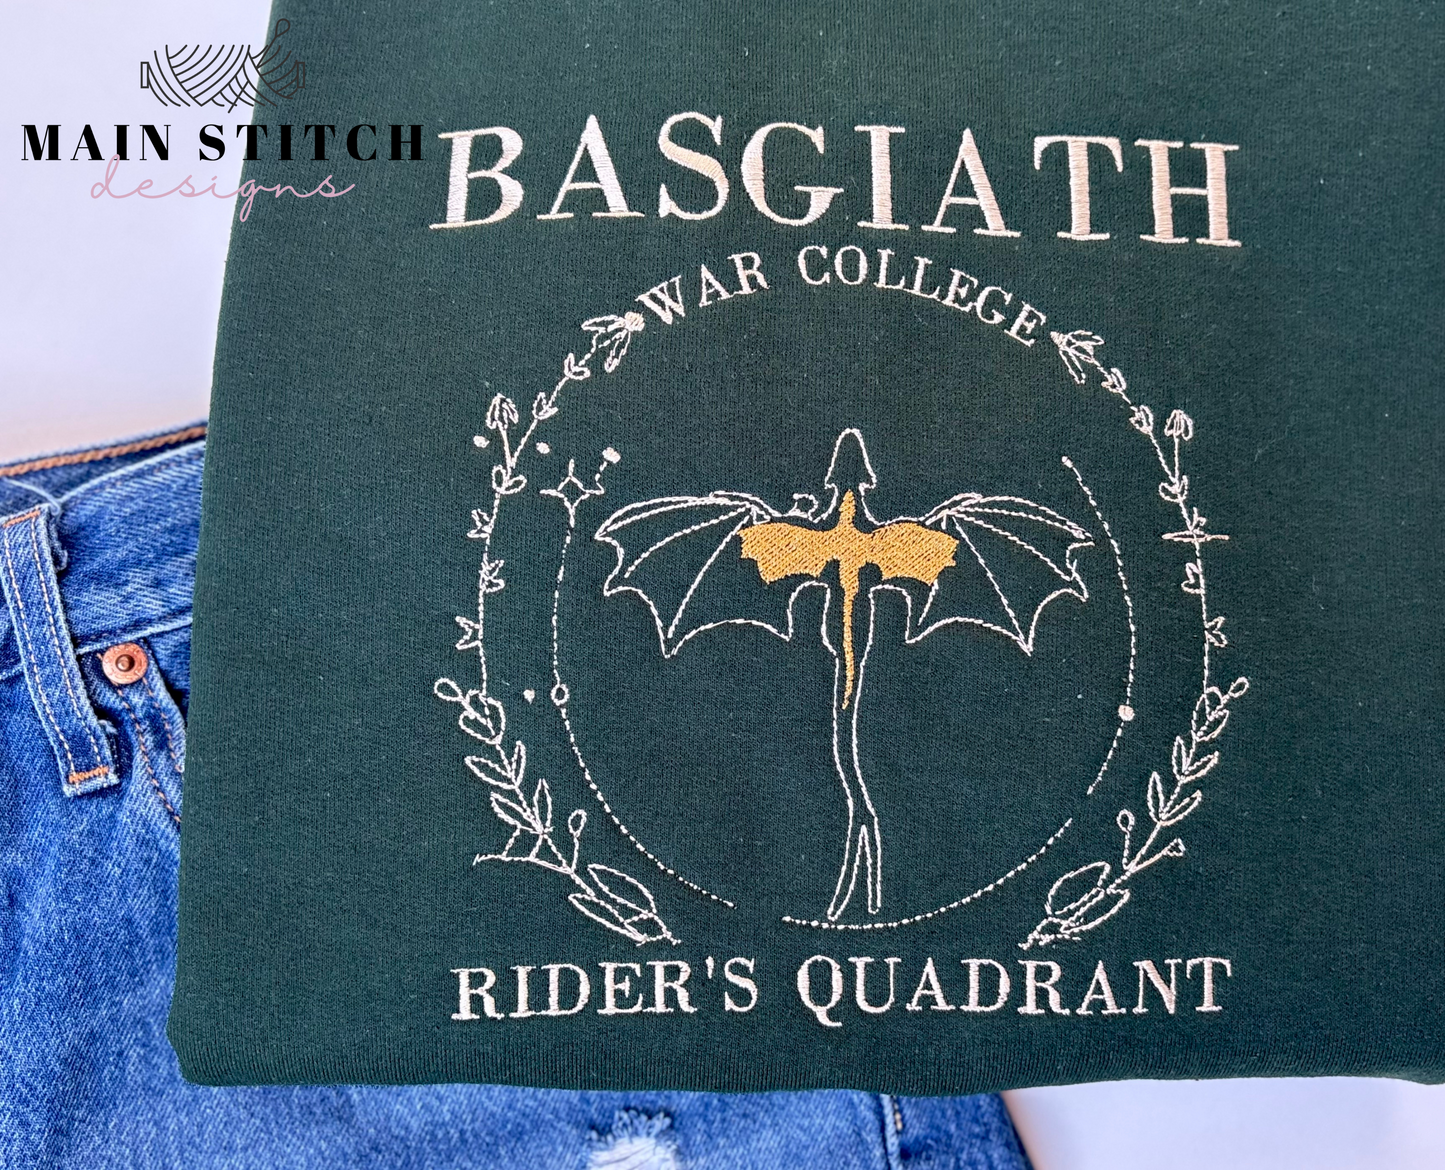 MAIN STITCH
designs
BASGIATH
WAR COLLEGE
RIDER'S QUADRANT